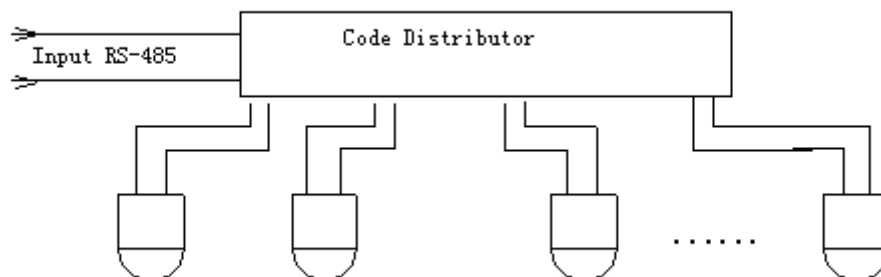 Code Distributor
Input RS-485
......